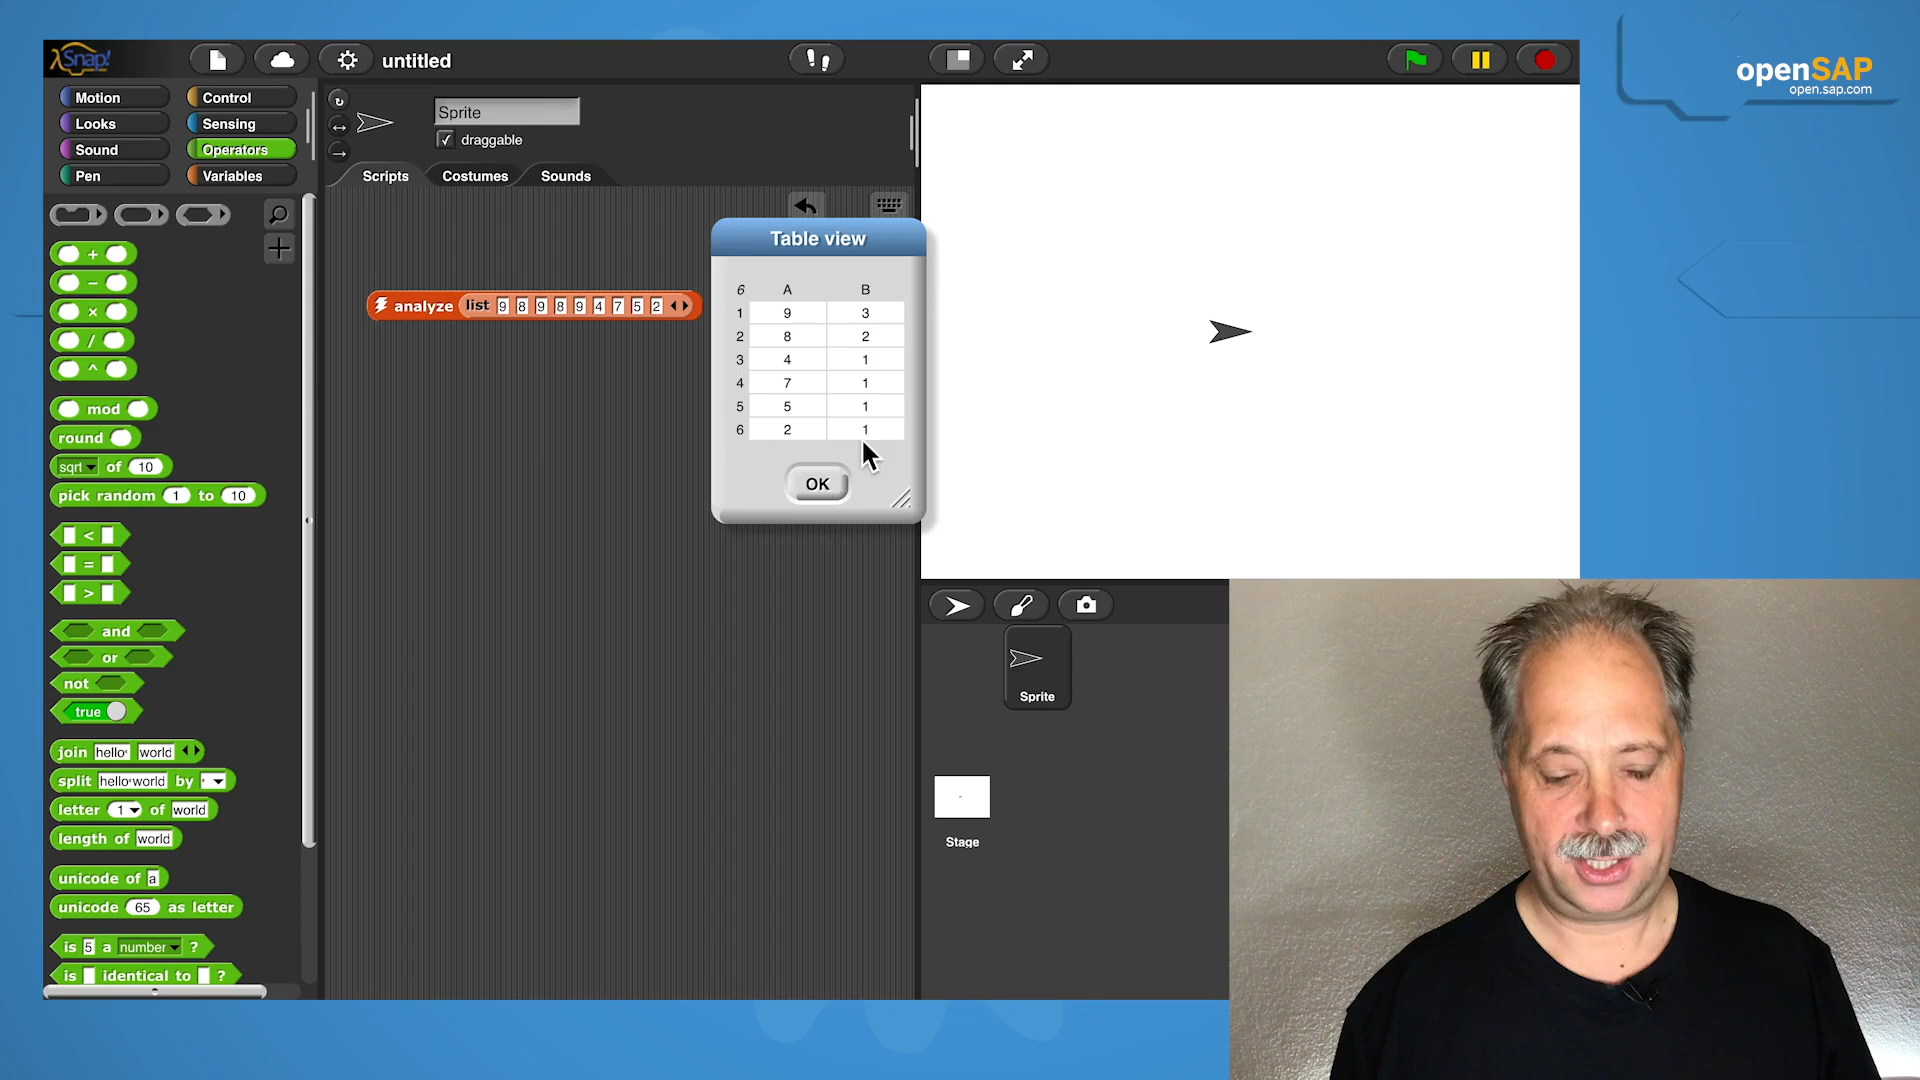 openSAP
open.sap.com
Snap!
untitled
Motion
Control
Looks
Sensing
Sound
Operators
Pen
Variables
Sprite
draggable
Scripts
Costumes
Sounds
+
−
×
/
^
mod
round
sqrt of 10
pick random 1 to 10
<
=
>
and
or
not
true
join hello world
split hello world by
letter 1 of world
length of world
unicode of a
unicode 65 as letter
is 5 a number ?
is identical to ?
analyze list 9 8 9 8 9 4 7 5 2
Table view
6 A B
1 9 3
2 8 2
3 4 1
4 7 1
5 5 1
6 2 1
OK
Sprite
Stage